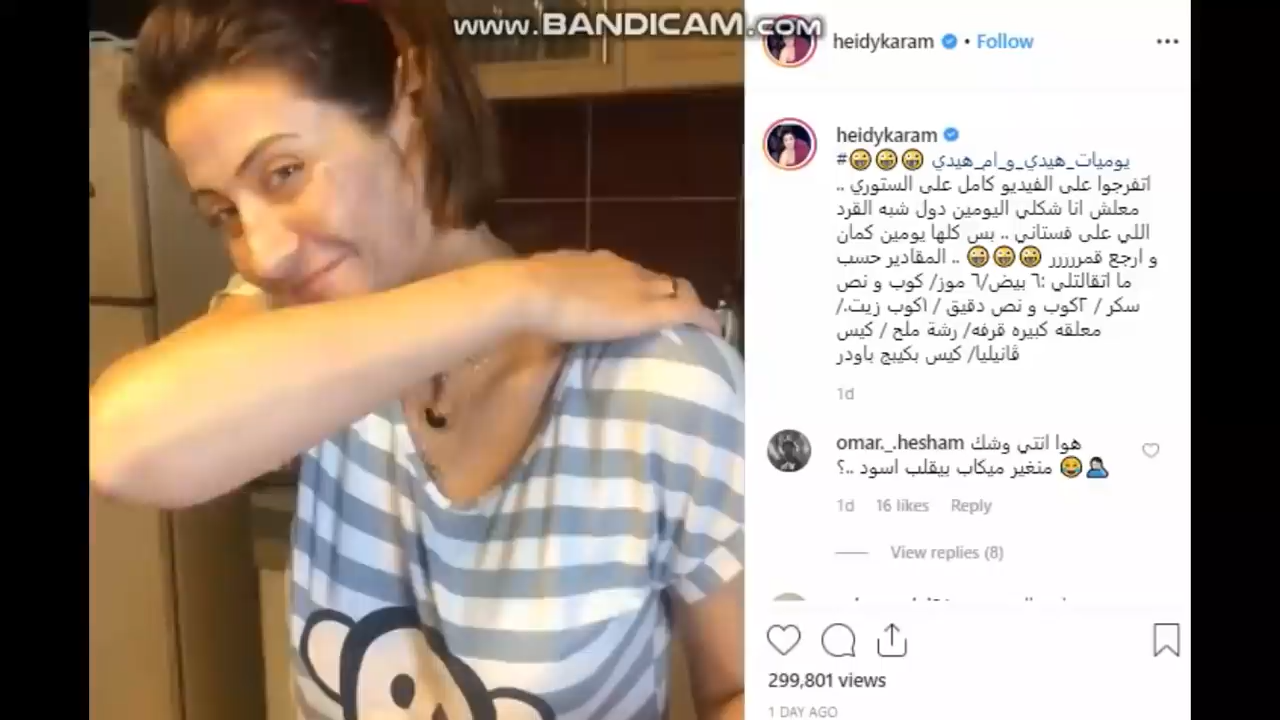 www.BANDICAM.com
heidykaram • Follow
heidykaram
#😜😜😜 يوميات_هيدي_و_ام_هيدي
اتفرجوا على الفيديو كامل على الستوري ..
معلش انا شكلي اليومين دول شبه القرد
اللي على فستاني .. بس كلها يومين كمان
و ارجع قمرررر 😜😜😜 .. المقادير حسب
ما اتقالتلي :٦ بيض/٦ موز/ كوب و نص
سكر / ٢كوب و نص دقيق / ١كوب زيت./
معلقه كبيره قرفه/ رشة ملح / كيس
ڤانيليا/ كيس بكيبج باودر
1d
omar._.hesham هوا انتي وشك
منغير ميكاب بيقلب اسود ..؟ 😂🤦
1d 16 likes Reply
View replies (8)
299,801 views
1 DAY AGO